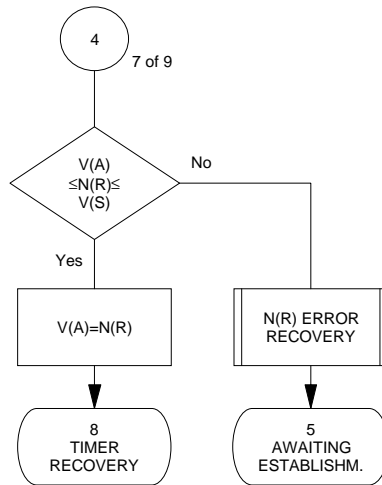 4
7 of 9
V(A)
≤N(R)≤
V(S)
No
Yes
V(A)=N(R)
N(R) ERROR
RECOVERY
8
TIMER
RECOVERY
5
AWAITING
ESTABLISHM.